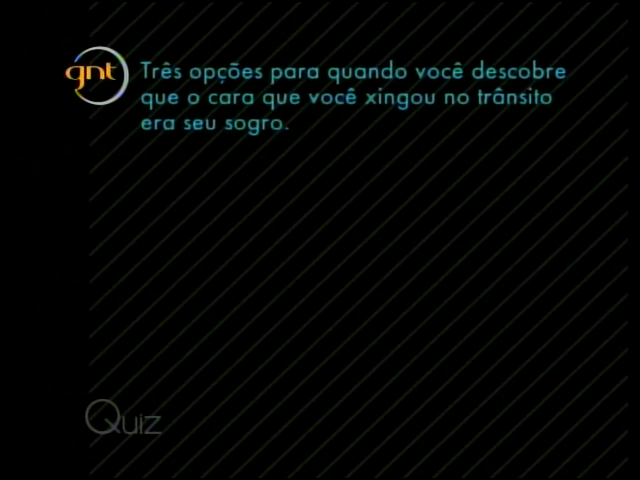 gnt
Três opções para quando você descobre
que o cara que você xingou no trânsito
era seu sogro.
Quiz